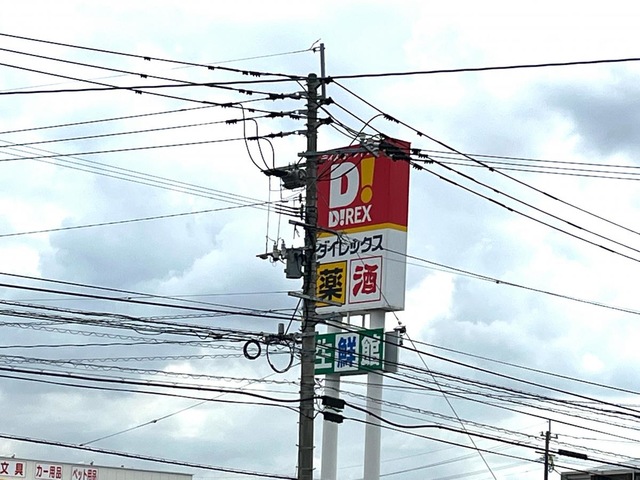 D!
D!REX
ダイレックス
薬 酒
生鮮館
文具 カー用品 ペット用品